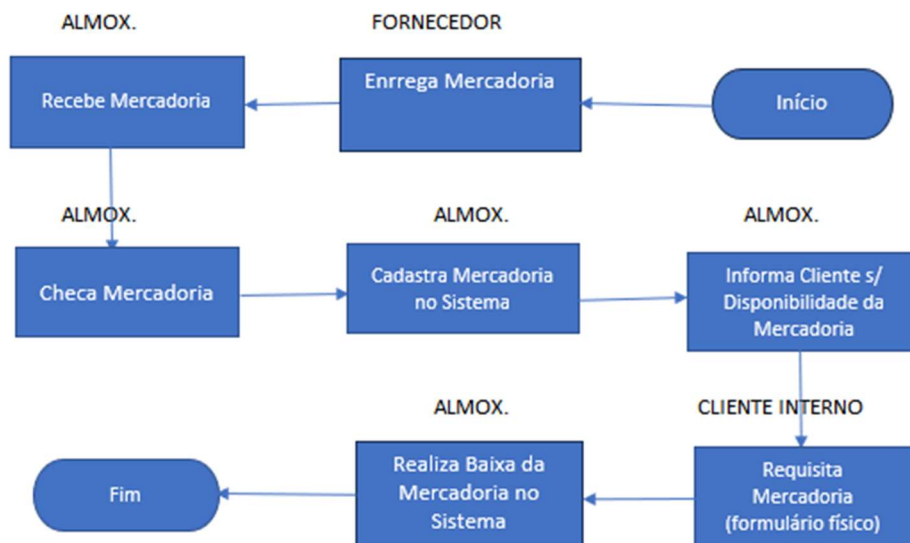 ALMOX.
FORNECEDOR
Recebe Mercadoria
Enrrega Mercadoria
Início
ALMOX.
ALMOX.
ALMOX.
Checa Mercadoria
Cadastra Mercadoria
no Sistema
Informa Cliente s/
Disponibilidade da
Mercadoria
ALMOX.
CLIENTE INTERNO
Fim
Realiza Baixa da
Mercadoria no
Sistema
Requisita
Mercadoria
(formulário físico)